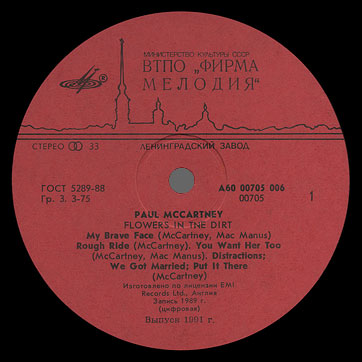 МИНИСТЕРСТВО КУЛЬТУРЫ СССР
ВТПО „ФИРМА
МЕЛОДИЯ"
®
СТЕРЕО 33
ЛЕНИНГРАДСКИЙ ЗАВОД
ГОСТ 5289-88
Гр. 3. 3-75
А60 00705 006
00705
1
PAUL MCCARTNEY
FLOWERS IN THE DIRT
My Brave Face (McCartney, Mac Manus)
Rough Ride (McCartney). You Want Her Too
(McCartney, Mac Manus). Distractions;
We Got Married; Put It There
(McCartney)
Изготовлено по лицензии EMI
Records Ltd., Англия
Запись 1989 г.
(цифровая)
Выпуск 1991 г.